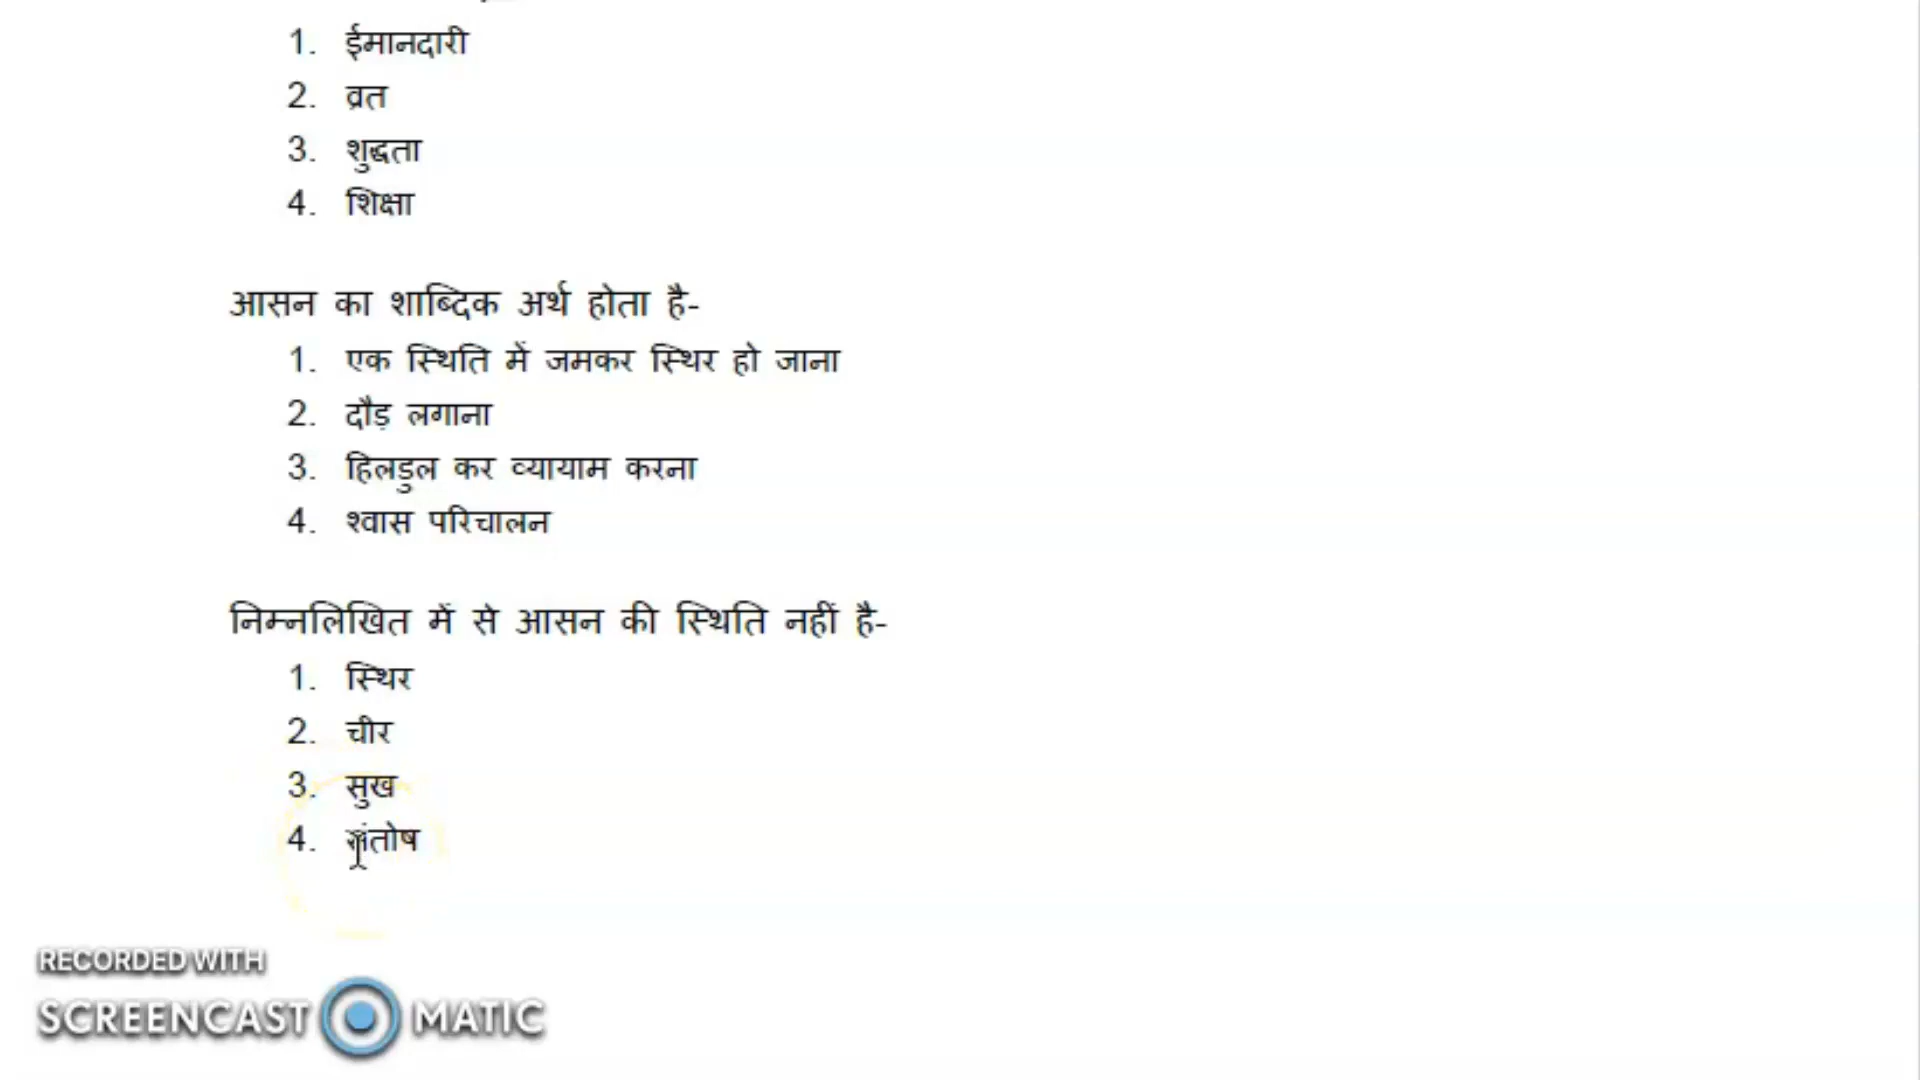 1. ईमानदारी
2. व्रत
3. शुद्धता
4. शिक्षा
आसन का शाब्दिक अर्थ होता है-
1. एक स्थिति में जमकर स्थिर हो जाना
2. दौड़ लगाना
3. हिलडुल कर व्यायाम करना
4. श्वास परिचालन
निम्नलिखित में से आसन की स्थिति नहीं है-
1. स्थिर
2. चीर
3. सुख
4. संतोष
RECORDED WITH
SCREENCAST MATIC